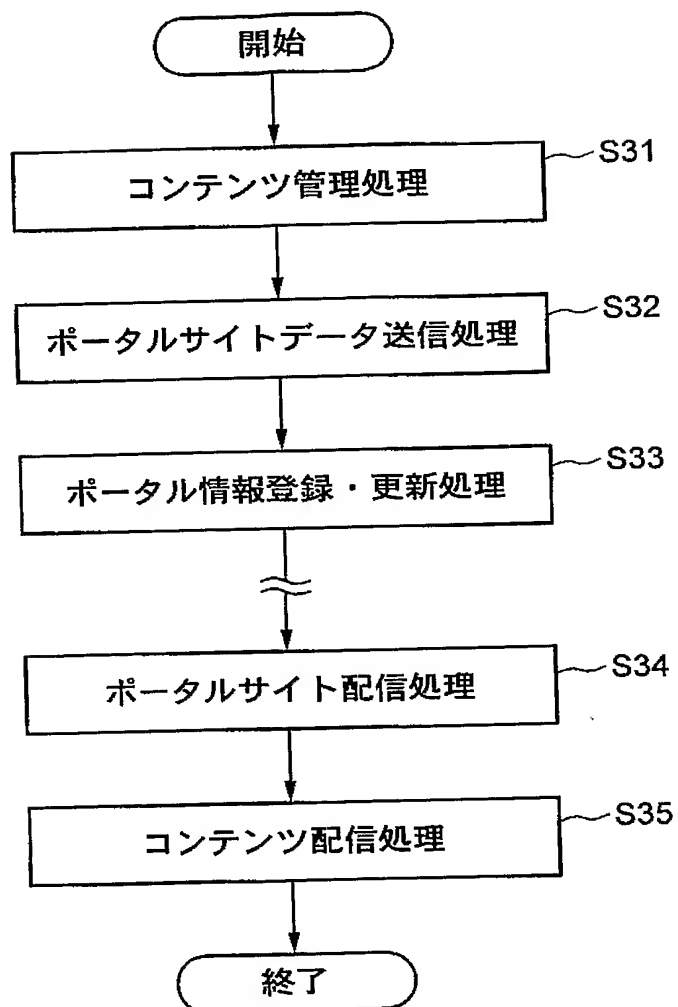 開始
コンテンツ管理処理
S31
ポータルサイトデータ送信処理
S32
ポータル情報登録・更新処理
S33
ポータルサイト配信処理
S34
コンテンツ配信処理
S35
終了